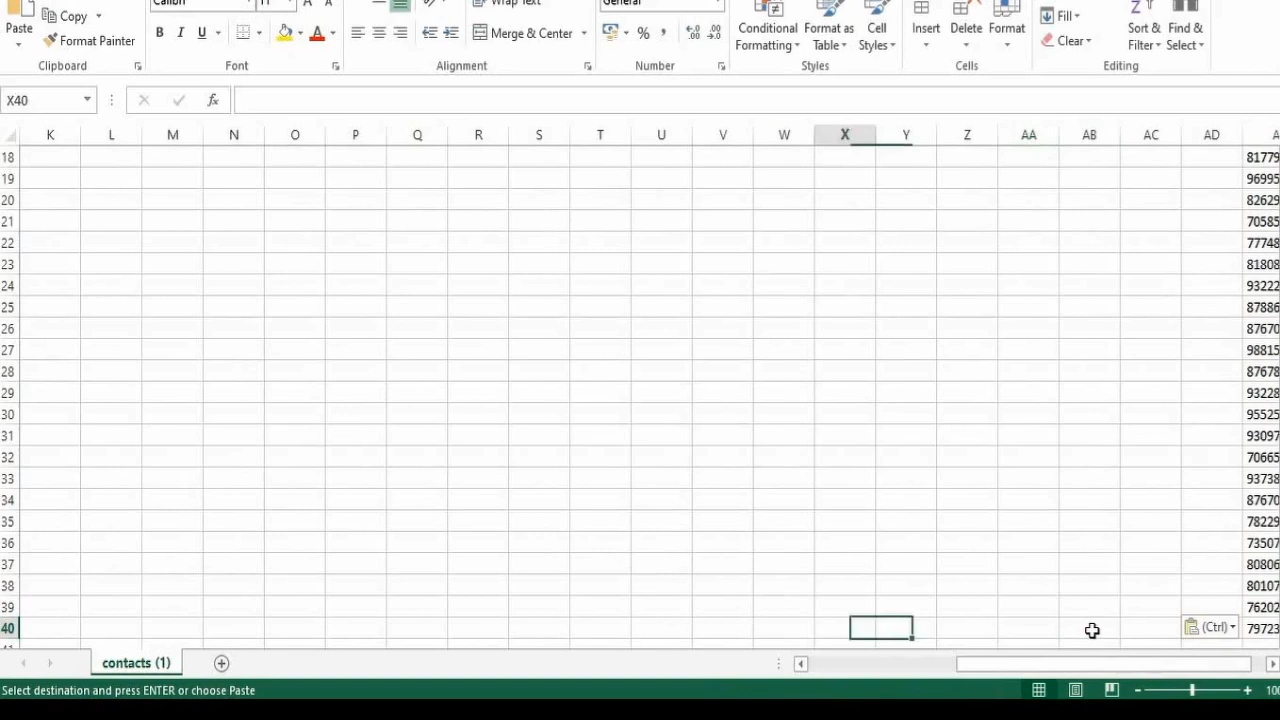 Calibri 11 A A Wrap Text General
Copy
Paste Format Painter B I U A Merge & Center % , Conditional Formatting Format as Table Cell Styles Insert Delete Format Fill Clear Sort & Filter Find & Select
Clipboard Font Alignment Number Styles Cells Editing
X40 fx
K L M N O P Q R S T U V W X Y Z AA AB AC AD A
18 81779
19 96995
20 82629
21 70585
22 77748
23 81808
24 93222
25 87886
26 87670
27 98815
28 87678
29 93228
30 95525
31 93097
32 70665
33 93738
34 87670
35 78229
36 73507
37 80806
38 80107
39 76202
40 (Ctrl) 79723
contacts (1)
Select destination and press ENTER or choose Paste 100